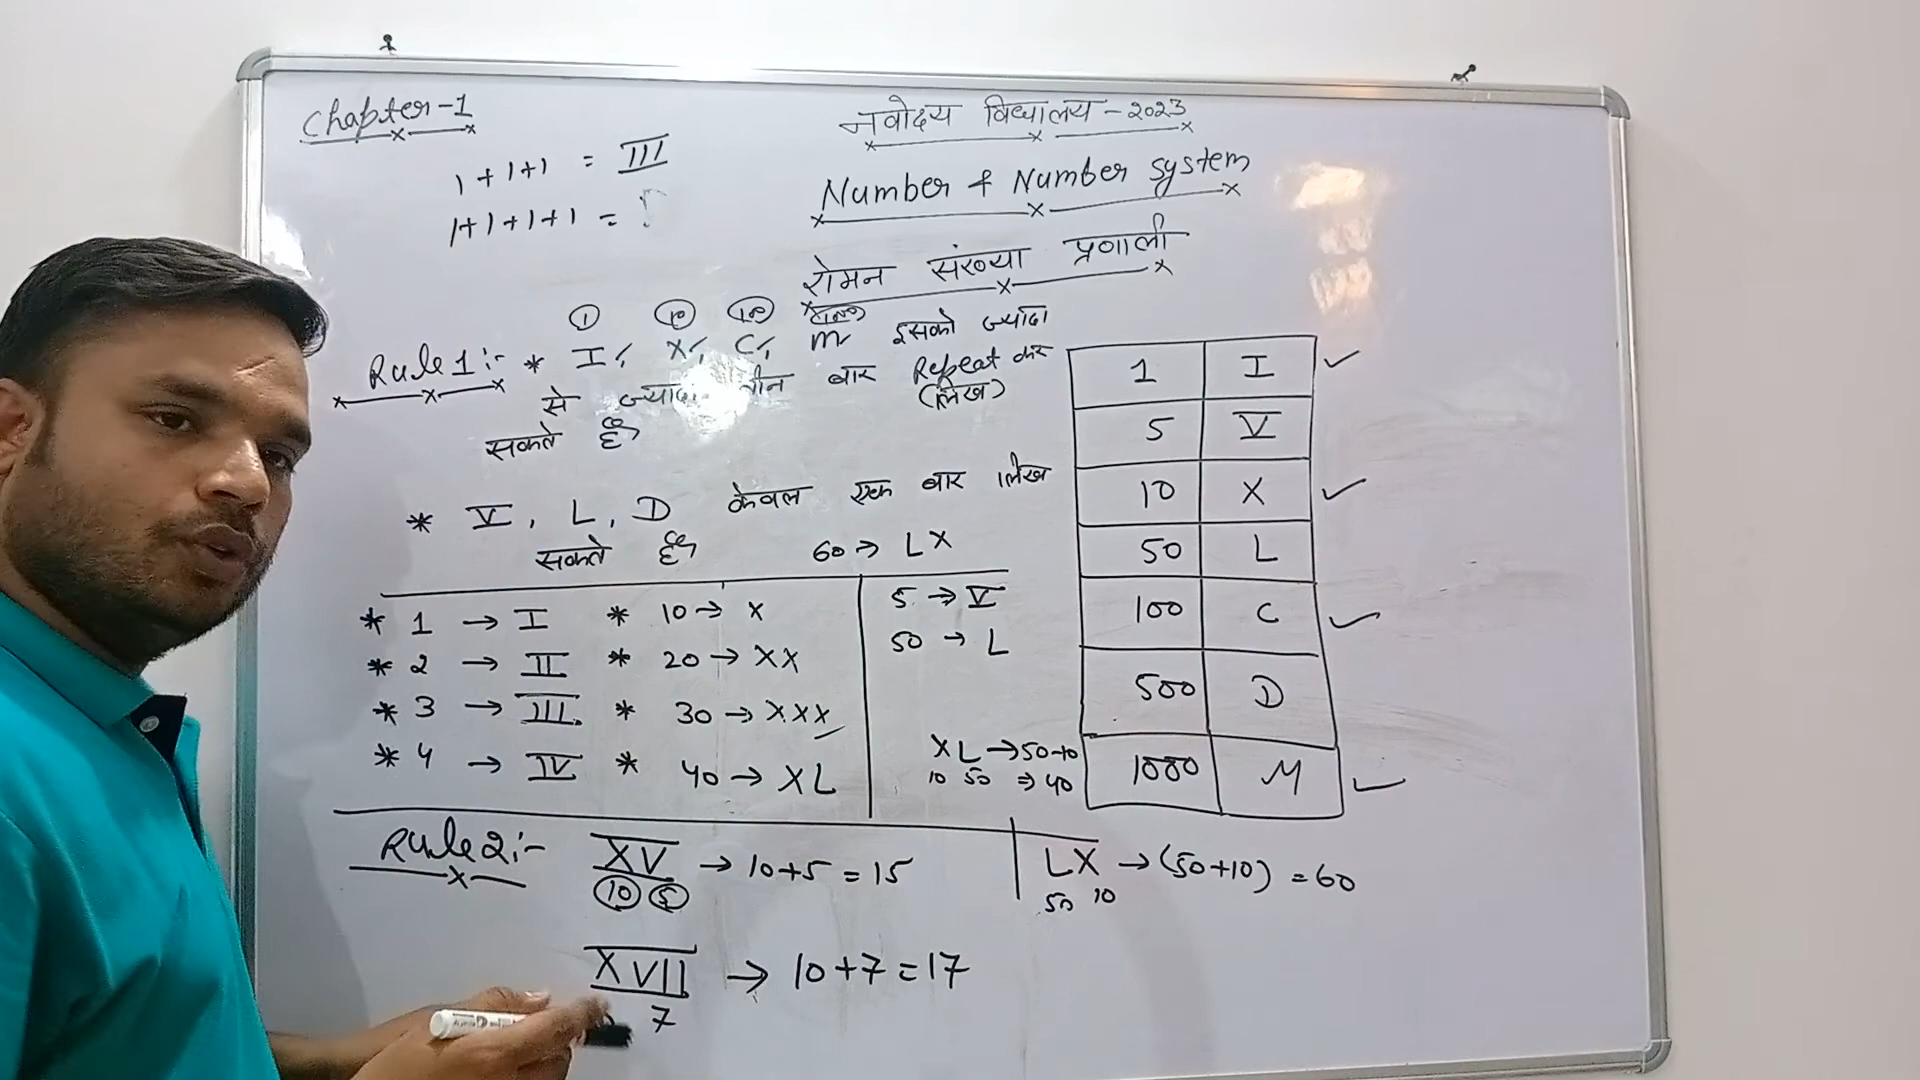 Chapter-1
नवोदय विद्यालय - 2023
Number & Number system
रोमन संख्या प्रणाली
1+1+1 = III
1+1+1+1 =
1 10 100 1000
Rule 1:- * I, X, C, M इसको ज्यादा
से ज्यादा तीन बार Repeat कर
(लिख)
सकते हैं
* V, L, D केवल एक बार लिख
सकते हैं
60 → LX
* 1 → I * 10 → X
* 2 → II * 20 → XX
* 3 → III * 30 → XXX
* 4 → IV * 40 → XL
5 → V
50 → L
XL → 50-10
10 50 ⇒ 40
1 I ✓
5 V
10 X ✓
50 L
100 C ✓
500 D
1000 M ✓
Rule 2:- XV → 10+5 = 15
10 5
LX → (50+10) = 60
50 10
XVII → 10+7 = 17
7